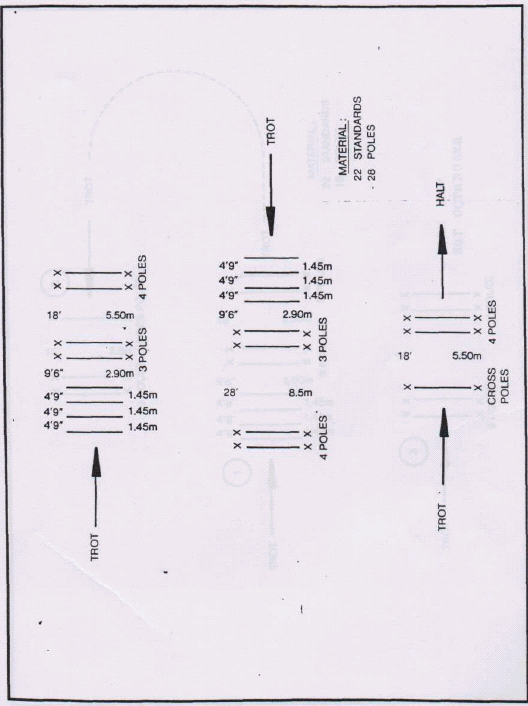 TROT
4'9" 1.45m
4'9" 1.45m
4'9" 1.45m
9'6" 2.90m
X X
X X
3 POLES
18' 5.50m
X X
X X
4 POLES
TROT
4'9" 1.45m
4'9" 1.45m
4'9" 1.45m
9'6" 2.90m
X X
X X
3 POLES
28' 8.5m
X X
X X
4 POLES
MATERIAL:
22 STANDARDS
28 POLES
TROT
X X
CROSS
POLES
18' 5.50m
X X
X X
4 POLES
HALT